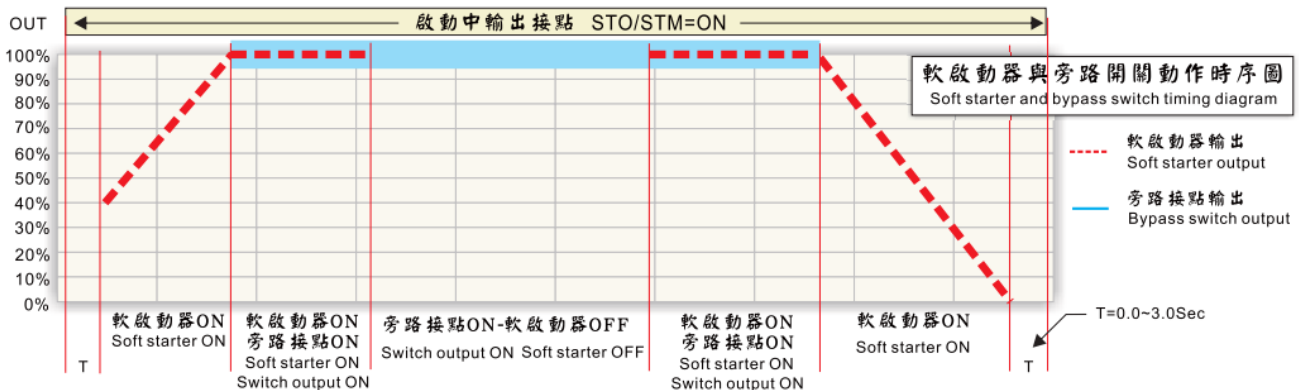 OUT
啟動中輸出接點 STO/STM=ON
100%
90%
80%
70%
60%
50%
40%
30%
20%
10%
0%
軟啟動器與旁路開關動作時序圖
Soft starter and bypass switch timing diagram
軟啟動器輸出
Soft starter output
旁路接點輸出
Bypass switch output
T
軟啟動器ON
Soft starter ON
軟啟動器ON
旁路接點ON
Soft starter ON
Switch output ON
旁路接點ON-軟啟動器OFF
Switch output ON Soft starter OFF
軟啟動器ON
旁路接點ON
Soft starter ON
Switch output ON
軟啟動器ON
Soft starter ON
T
T=0.0~3.0Sec